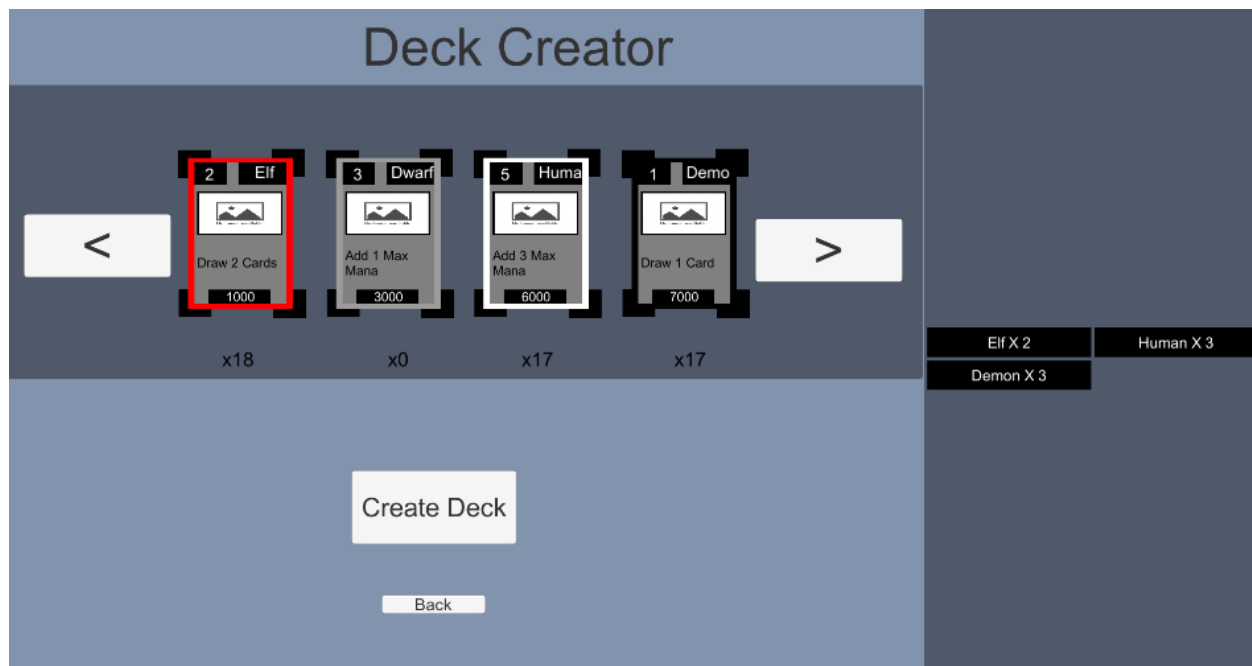 Deck Creator
2 Elf
3 Dwarf
5 Huma
1 Demo
< >
Draw 2 Cards
Add 1 Max
Mana
Add 3 Max
Mana
Draw 1 Card
1000
3000
6000
7000
x18
x0
x17
x17
Elf X 2
Human X 3
Demon X 3
Create Deck
Back